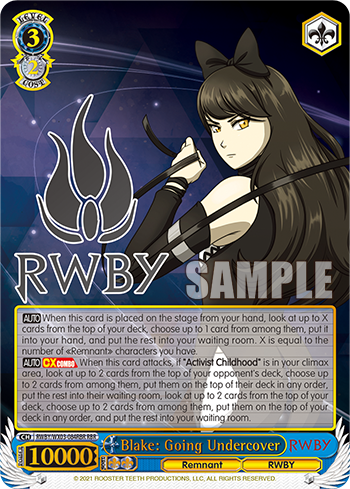 LEVEL
3
2
COST
RWBY
SAMPLE
AUTO When this card is placed on the stage from your hand, look at up to X
cards from the top of your deck, choose up to 1 card from among them, put it
into your hand, and put the rest into your waiting room. X is equal to the
number of «Remnant» characters you have.
AUTO CX COMBO When this card attacks, if "Activist Childhood" is in your climax
area, look at up to 2 cards from the top of your opponent's deck, choose up
to 2 cards from among them, put them on top of their deck in any order,
put the rest into their waiting room, look at up to 2 cards from the top of
your deck, choose up to 2 cards from among them, put them on the top of
your deck in any order, and put the rest into your waiting room.
CH
Blake: Going Undercover
RWBY
POWER
10000
Remnant
RWBY
© 2021 ROOSTER TEETH PRODUCTIONS, LLC, ALL RIGHTS RESERVED.